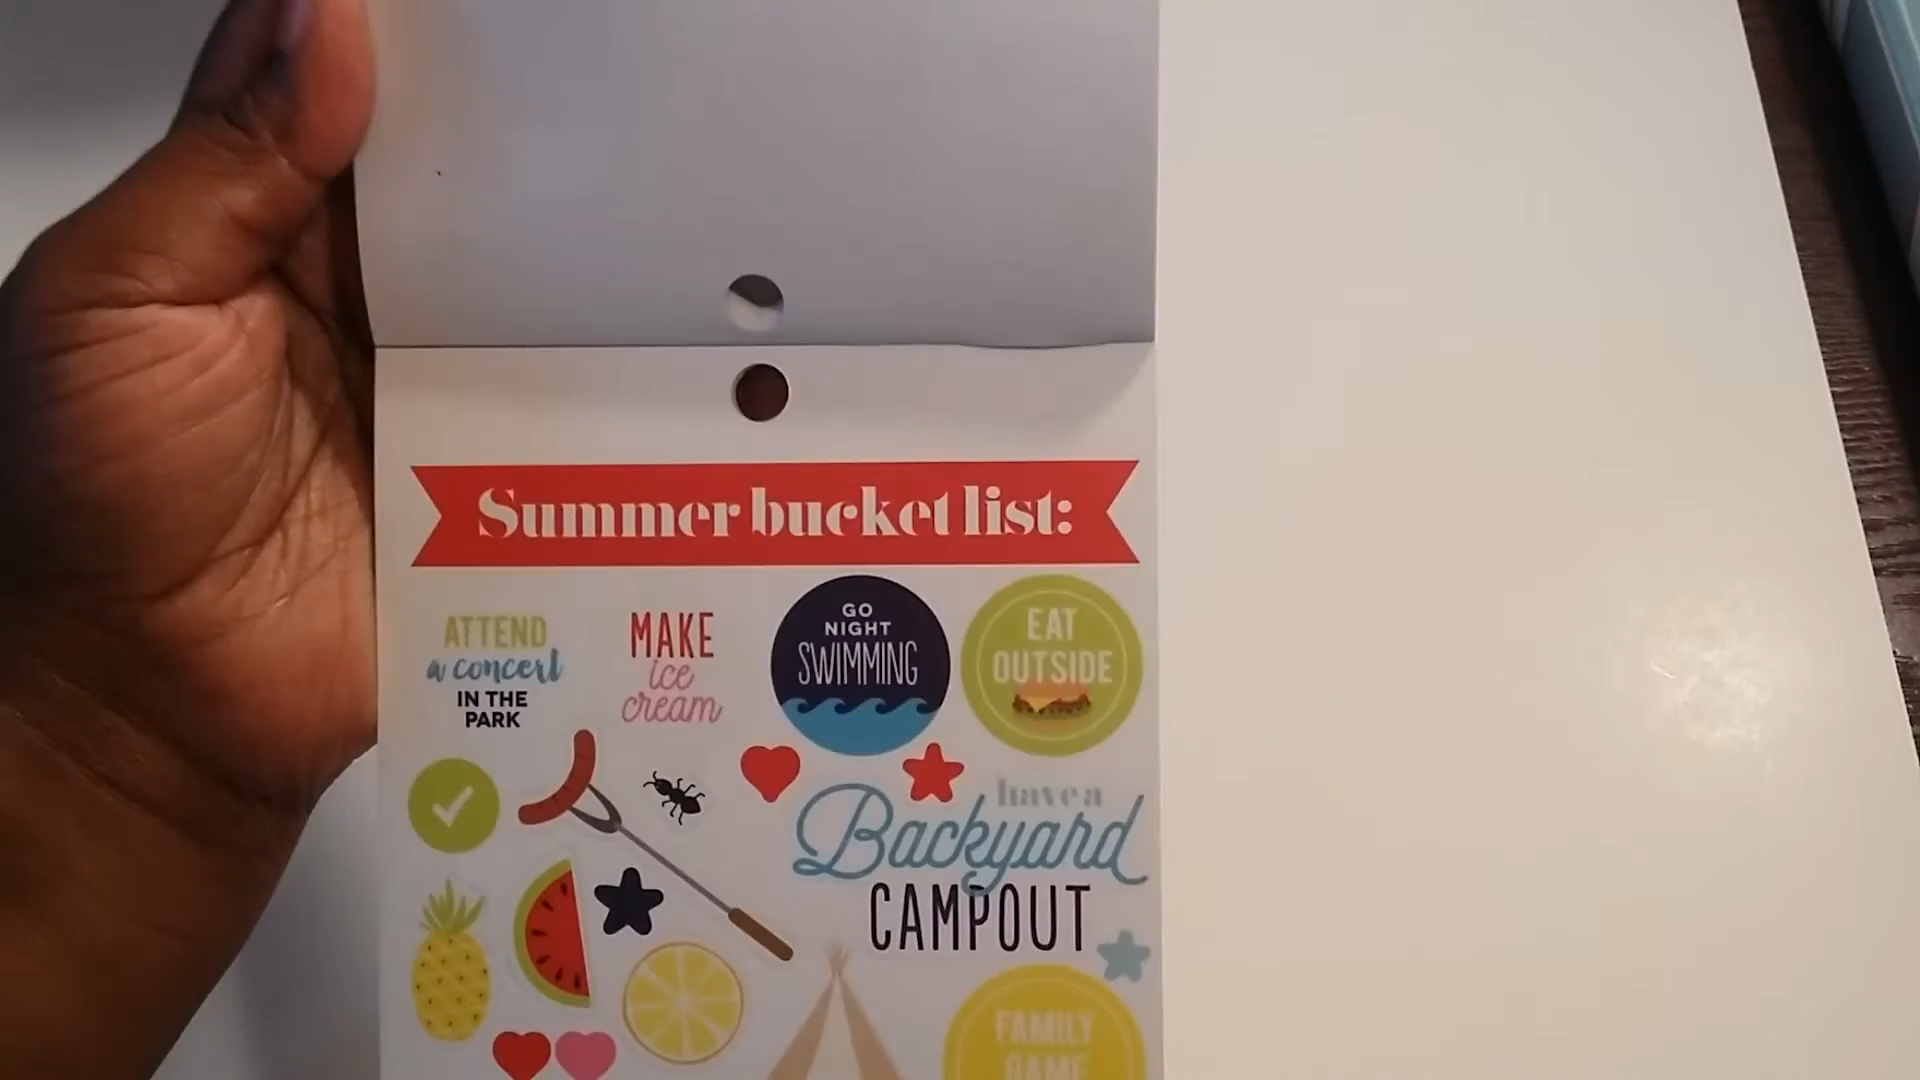 Summer bucket list:
ATTEND
a concert
IN THE
PARK
MAKE
ice
cream
GO
NIGHT
SWIMMING
EAT
OUTSIDE
have a
Backyard
CAMPOUT
FAMILY
GAME